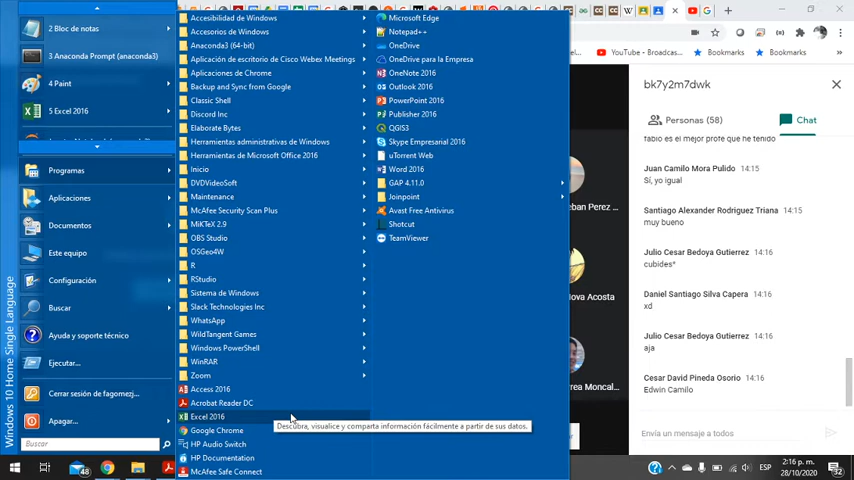 2 Bloc de notas
3 Anaconda Prompt (anaconda3)
4 Paint
5 Excel 2016
Programas
Aplicaciones
Documentos
Este equipo
Configuración
Buscar
Ayuda y soporte técnico
Ejecutar...
Cerrar sesión de fagomezj...
Apagar...
Buscar
Windows 10 Home Single Language
Accesibilidad de Windows
Accesorios de Windows
Anaconda3 (64-bit)
Aplicación de escritorio de Cisco Webex Meetings
Aplicaciones de Chrome
Backup and Sync from Google
Classic Shell
Discord Inc
Elaborate Bytes
Herramientas administrativas de Windows
Herramientas de Microsoft Office 2016
Inicio
DVDVideoSoft
Maintenance
McAfee Security Scan Plus
MiKTeX 2.9
OBS Studio
OSGeo4W
R
RStudio
Sistema de Windows
Slack Technologies Inc
WhatsApp
WildTangent Games
Windows PowerShell
WinRAR
Zoom
Access 2016
Acrobat Reader DC
Excel 2016
Google Chrome
HP Audio Switch
HP Documentation
McAfee Safe Connect
Descubra, visualice y comparta información fácilmente a partir de sus datos.
Microsoft Edge
Notepad++
OneDrive
OneDrive para la Empresa
OneNote 2016
Outlook 2016
PowerPoint 2016
Publisher 2016
QGIS3
Skype Empresarial 2016
uTorrent Web
Word 2016
GAP 4.11.0
Joinpoint
Avast Free Antivirus
Shotcut
TeamViewer
YouTube - Broadcas...
Bookmarks
Bookmarks
bk7y2m7dwk
Personas (58)
Chat
fabio es el mejor profe que he tenido
Juan Camilo Mora Pulido 14:15
Sí, yo igual
Santiago Alexander Rodriguez Triana 14:15
muy bueno
Julio Cesar Bedoya Gutierrez 14:16
cubides*
Daniel Santiago Silva Capera 14:16
xd
Julio Cesar Bedoya Gutierrez 14:16
aja
Cesar David Pineda Osorio 14:16
Edwin Camilo
Envía un mensaje a todos
eban Perez ...
Nova Acosta
rea Moncal...
48
ESP
2:16 p. m.
28/10/2020
32